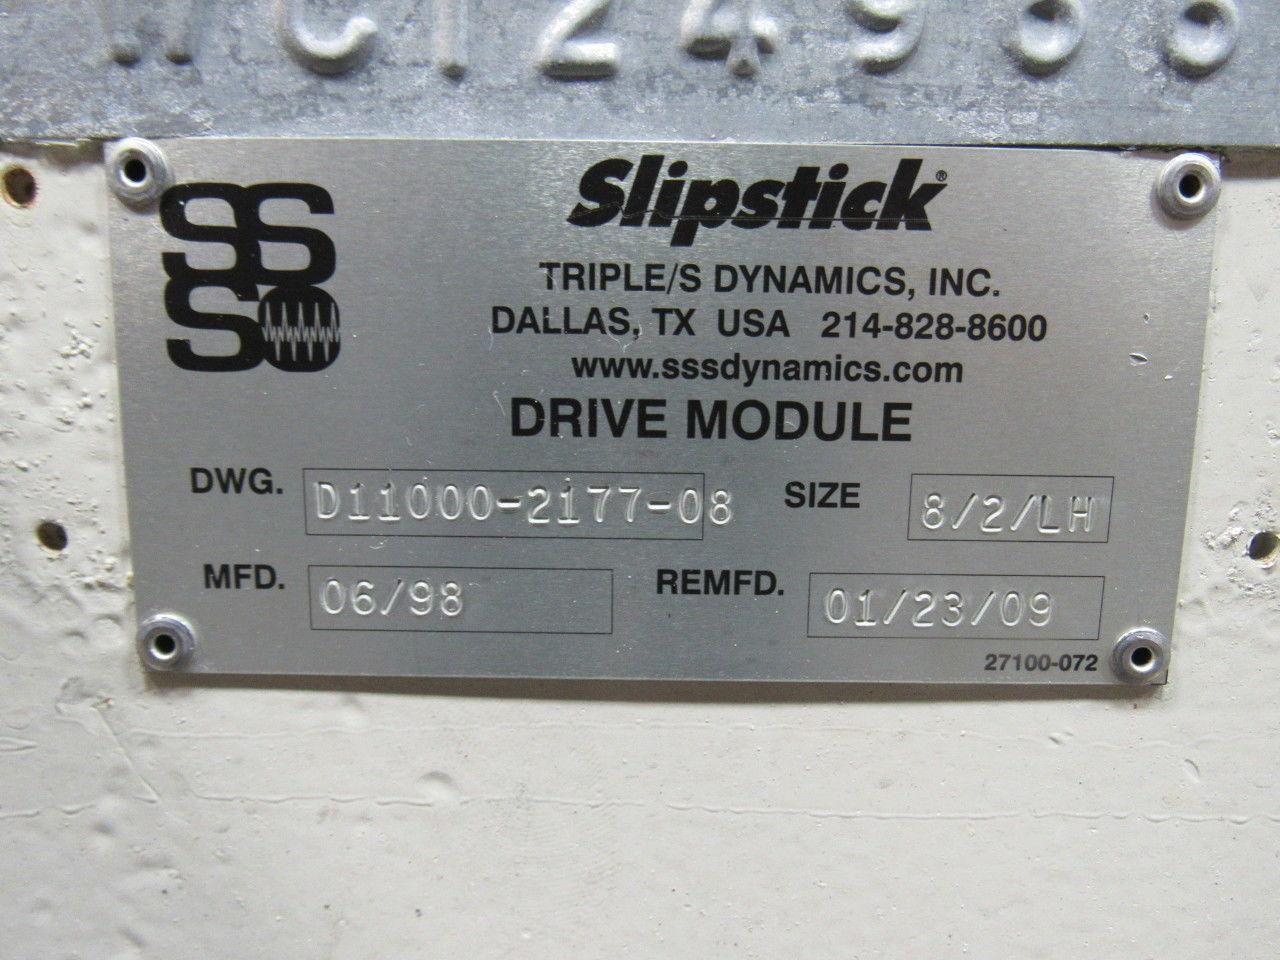 SSS
Slipstick®
TRIPLE/S DYNAMICS, INC.
DALLAS, TX USA 214-828-8600
www.sssdynamics.com
DRIVE MODULE
DWG. D11000-2177-08 SIZE 8/2/LH
MFD. 06/98 REMFD. 01/23/09
27100-072